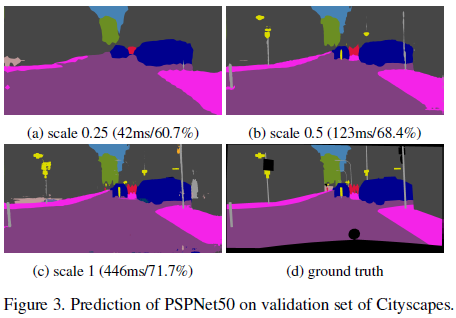 (a) scale 0.25 (42ms/60.7%) (b) scale 0.5 (123ms/68.4%)
(c) scale 1 (446ms/71.7%) (d) ground truth
Figure 3. Prediction of PSPNet50 on validation set of Cityscapes.